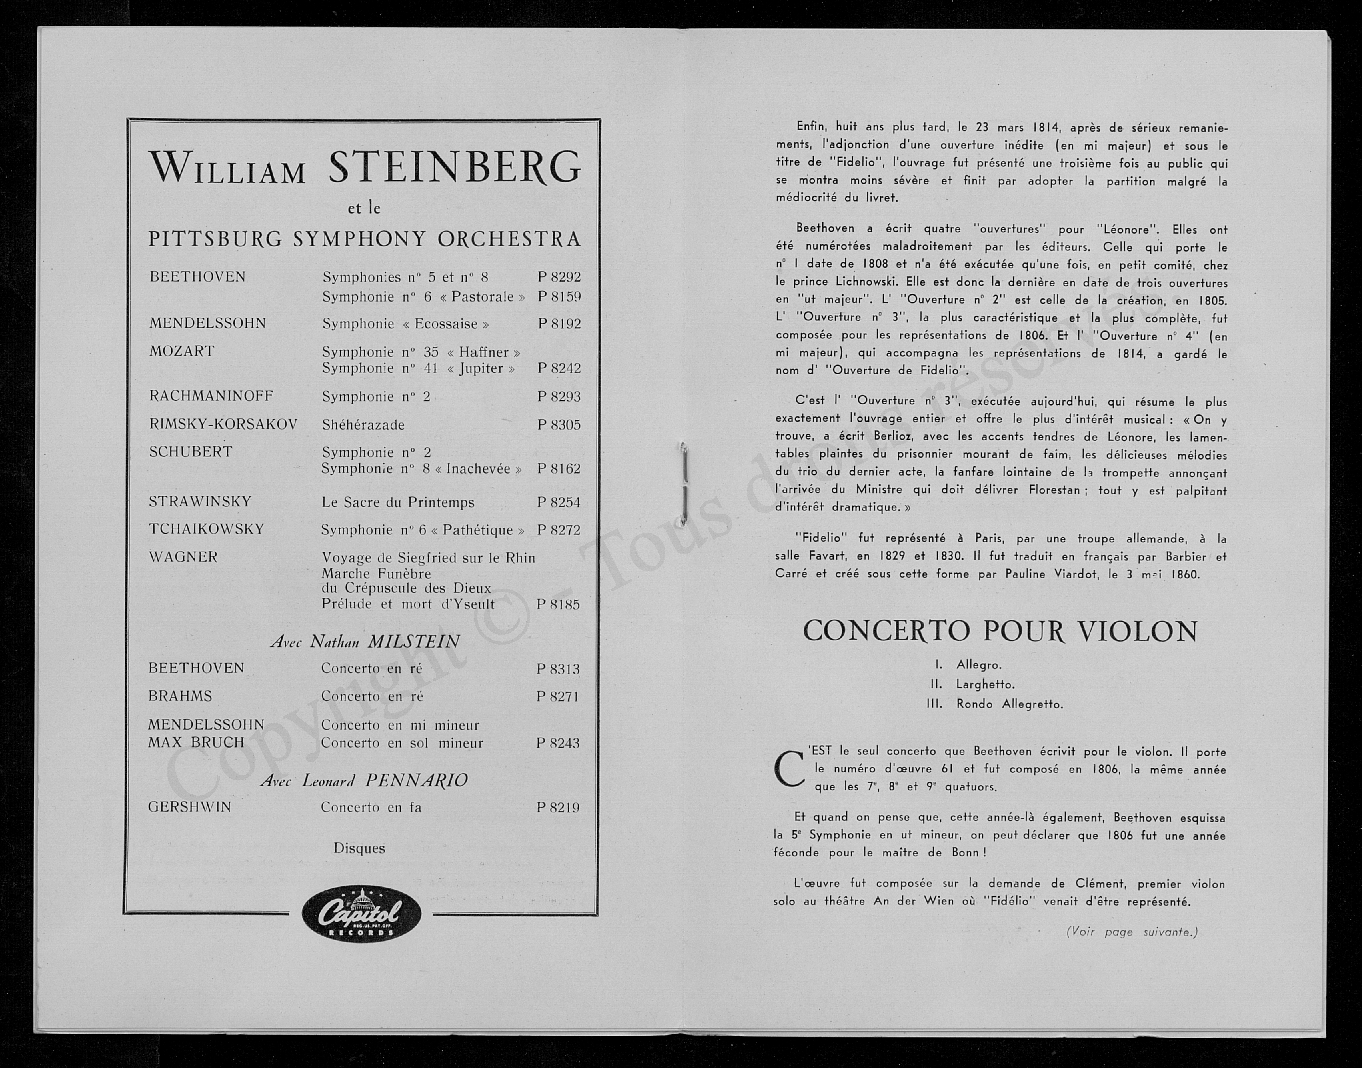 WILLIAM STEINBERG
et le
PITTSBURG SYMPHONY ORCHESTRA
BEETHOVEN Symphonies n° 5 et n° 8 P 8292
Symphonie n° 6 « Pastorale » P 8159
MENDELSSOHN Symphonie « Ecossaise » P 8192
MOZART Symphonie n° 35 « Haffner »
Symphonie n° 41 « Jupiter » P 8242
RACHMANINOFF Symphonie n° 2 P 8293
RIMSKY-KORSAKOV Shéhérazade P 8305
SCHUBERT Symphonie n° 2
Symphonie n° 8 « Inachevée » P 8162
STRAWINSKY Le Sacre du Printemps P 8254
TCHAIKOWSKY Symphonie n° 6 « Pathétique » P 8272
WAGNER Voyage de Siegfried sur le Rhin
Marche Funèbre
du Crépuscule des Dieux
Prélude et mort d'Yseult P 8185
Avec Nathan MILSTEIN
BEETHOVEN Concerto en ré P 8313
BRAHMS Concerto en ré P 8271
MENDELSSOHN Concerto en mi mineur
MAX BRUCH Concerto en sol mineur P 8243
Avec Leonard PENNARIO
GERSHWIN Concerto en fa P 8219
Disques
Capitol
REG. U.S. PAT. OFF.
RECORDS
Enfin, huit ans plus tard, le 23 mars 1814, après de sérieux remanie-
ments, l'adjonction d'une ouverture inédite (en mi majeur) et sous le
titre de "Fidelio", l'ouvrage fut présenté une troisième fois au public qui
se montra moins sévère et finit par adopter la partition malgré la
médiocrité du livret.
Beethoven a écrit quatre "ouvertures" pour "Léonore". Elles ont
été numérotées maladroitement par les éditeurs. Celle qui porte le
n° 1 date de 1808 et n'a été exécutée qu'une fois, en petit comité, chez
le prince Lichnowski. Elle est donc la dernière en date de trois ouvertures
en "ut majeur". L' "Ouverture n° 2" est celle de la création, en 1805.
L' "Ouverture n° 3", la plus caractéristique et la plus complète, fut
composée pour les représentations de 1806. Et l' "Ouverture n° 4" (en
mi majeur), qui accompagna les représentations de 1814, a gardé le
nom d' "Ouverture de Fidelio".
C'est l' "Ouverture n° 3", exécutée aujourd'hui, qui résume le plus
exactement l'ouvrage entier et offre le plus d'intérêt musical : « On y
trouve, a écrit Berlioz, avec les accents tendres de Léonore, les lamen-
tables plaintes du prisonnier mourant de faim, les délicieuses mélodies
du trio du dernier acte, la fanfare lointaine de la trompette annonçant
l'arrivée du Ministre qui doit délivrer Florestan ; tout y est palpitant
d'intérêt dramatique. »
"Fidelio" fut représenté à Paris, par une troupe allemande, à la
salle Favart, en 1829 et 1830. Il fut traduit en français par Barbier et
Carré et créé sous cette forme par Pauline Viardot, le 3 mai 1860.
CONCERTO POUR VIOLON
I. Allegro.
II. Larghetto.
III. Rondo Allegretto.
C'EST le seul concerto que Beethoven écrivit pour le violon. Il porte
le numéro d'œuvre 61 et fut composé en 1806, la même année
que les 7e, 8e et 9e quatuors.
Et quand on pense que, cette année-là également, Beethoven esquissa
la 5e Symphonie en ut mineur, on peut déclarer que 1806 fut une année
féconde pour le maître de Bonn !
L'œuvre fut composée sur la demande de Clément, premier violon
solo au théâtre An der Wien où "Fidélio" venait d'être représenté.
(Voir page suivante.)
Copyright © - Tous droits réservés